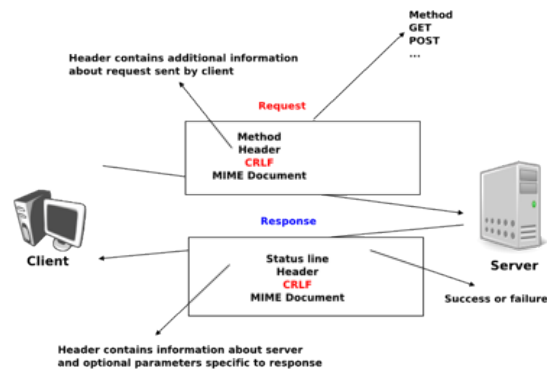 Method
GET
POST
...
Header contains additional information
about request sent by client
Request
Method
Header
CRLF
MIME Document
Response
Client
Server
Status line
Header
CRLF
MIME Document
Success or failure
Header contains information about server
and optional parameters specific to response